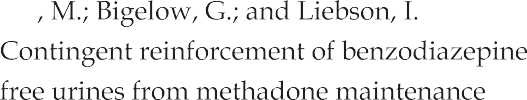 , M.; Bigelow, G.; and Liebson, I.
Contingent reinforcement of benzodiazepine
free urines from methadone maintenance